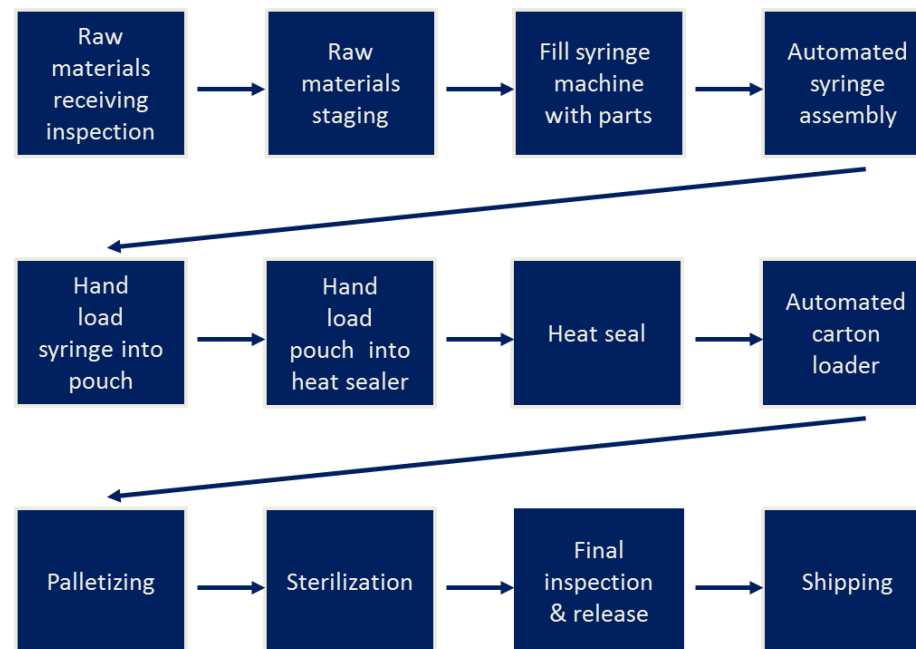 Raw
materials
receiving
inspection
Raw
materials
staging
Fill syringe
machine
with parts
Automated
syringe
assembly
Hand
load
syringe into
pouch
Hand
load
pouch into
heat sealer
Heat seal
Automated
carton
loader
Palletizing
Sterilization
Final
inspection
& release
Shipping